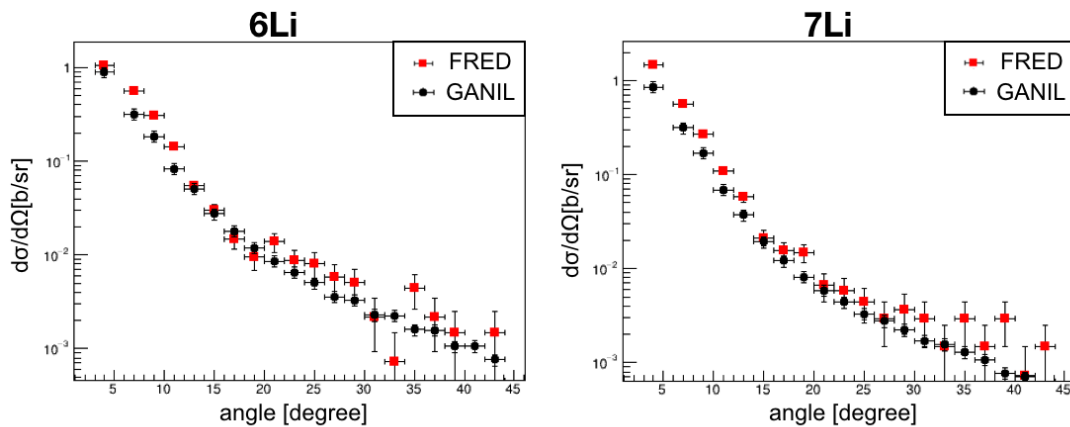 6Li
FRED
GANIL
dσ/dΩ[b/sr]
1
10⁻¹
10⁻²
10⁻³
5 10 15 20 25 30 35 40 45
angle [degree]
7Li
FRED
GANIL
dσ/dΩ[b/sr]
1
10⁻¹
10⁻²
10⁻³
5 10 15 20 25 30 35 40 45
angle [degree]